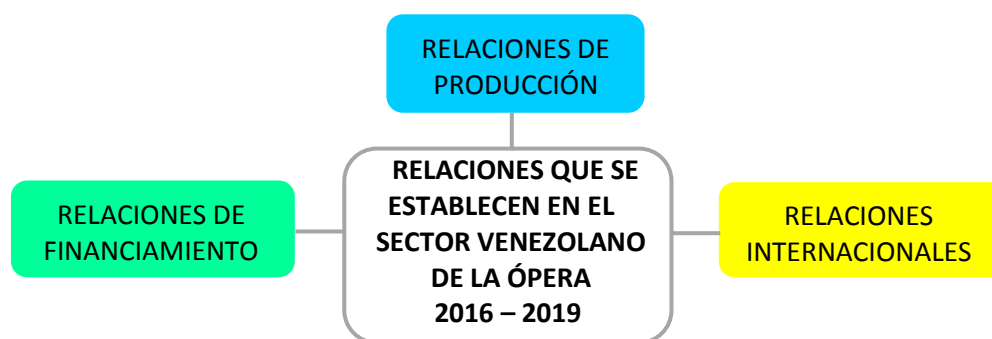 RELACIONES DE
PRODUCCIÓN
RELACIONES DE
FINANCIAMIENTO
RELACIONES QUE SE
ESTABLECEN EN EL
SECTOR VENEZOLANO
DE LA ÓPERA
2016 – 2019
RELACIONES
INTERNACIONALES